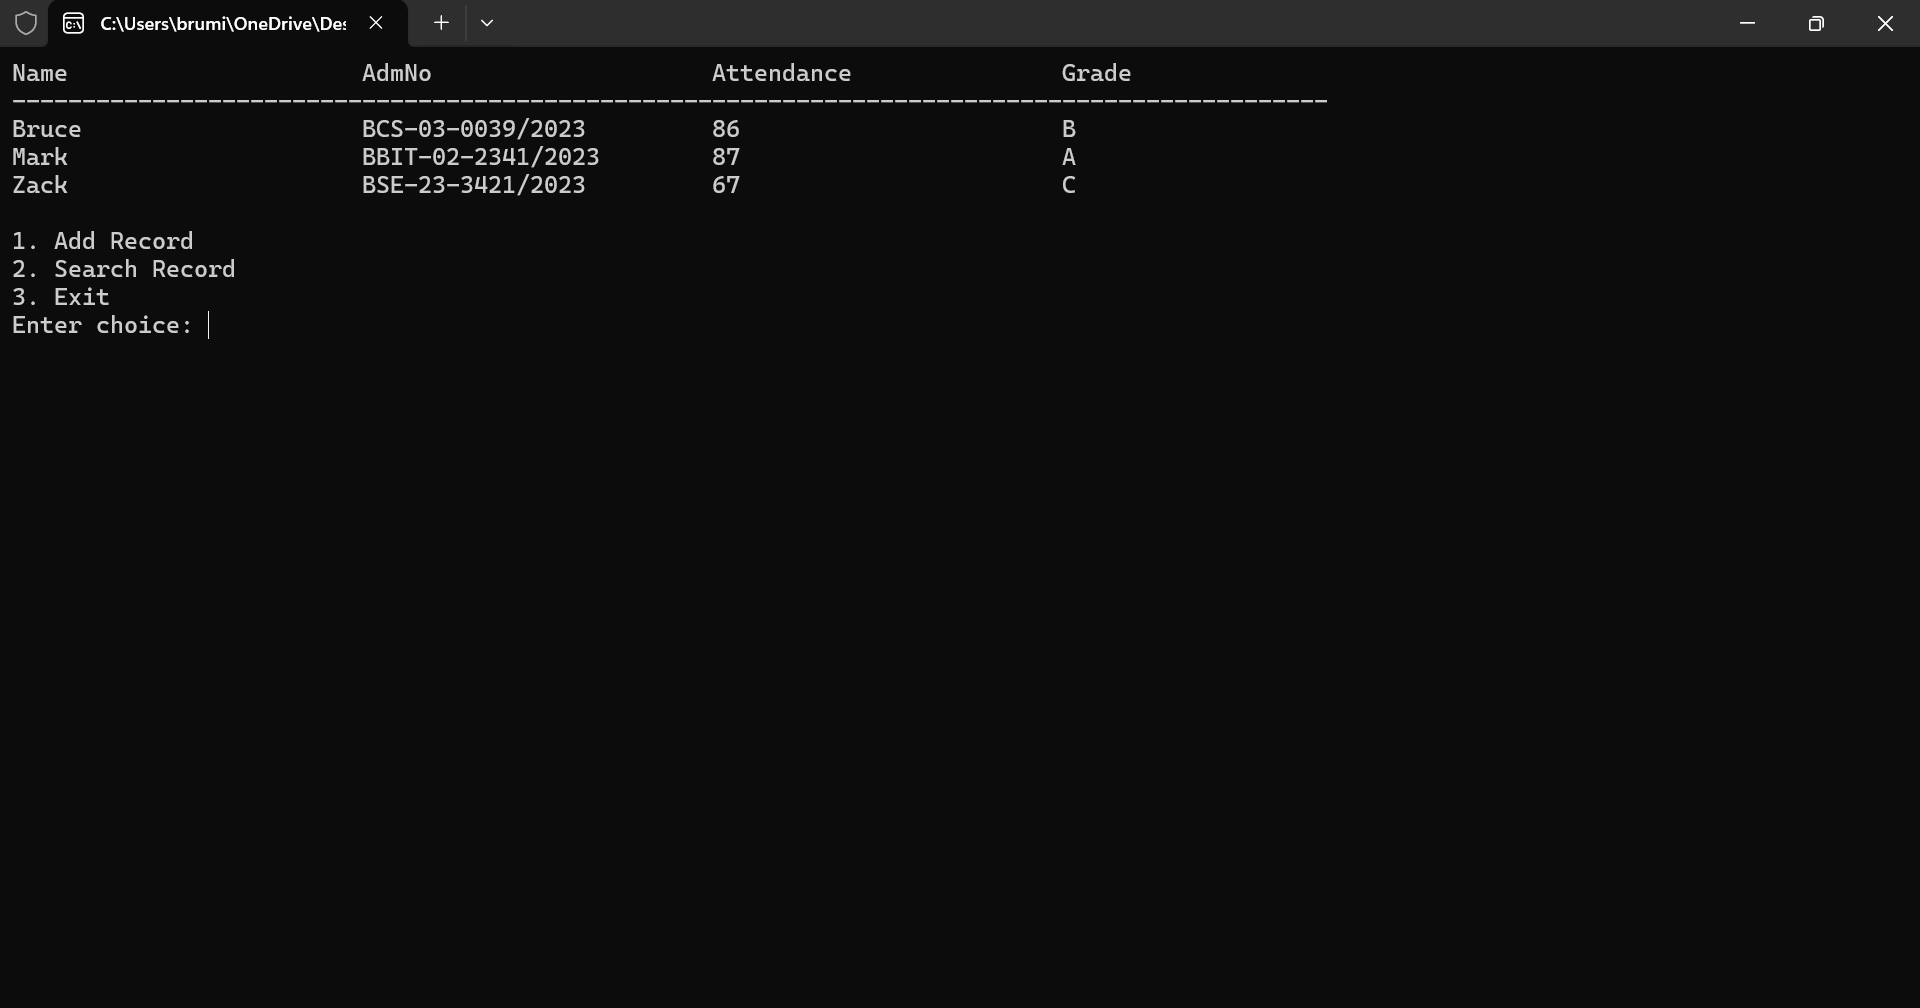 C:\Users\brumi\OneDrive\Des
Name AdmNo Attendance Grade
----------------------------------------------------------------------------------------------
Bruce BCS-03-0039/2023 86 B
Mark BBIT-02-2341/2023 87 A
Zack BSE-23-3421/2023 67 C
1. Add Record
2. Search Record
3. Exit
Enter choice: